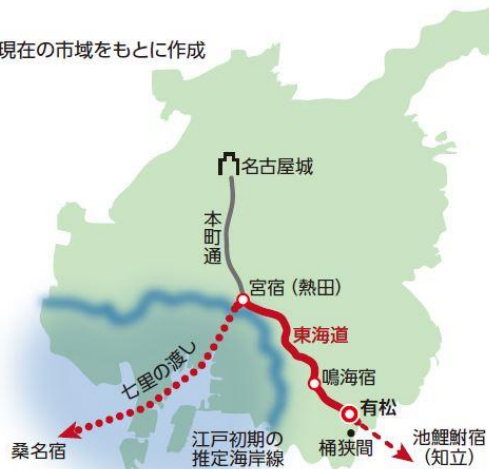 現在の市域をもとに作成
名古屋城
本町通
宮宿(熱田)
東海道
七里の渡し
鳴海宿
有松
桶狭間
江戸初期の
推定海岸線
桑名宿
池鯉鮒宿
(知立)